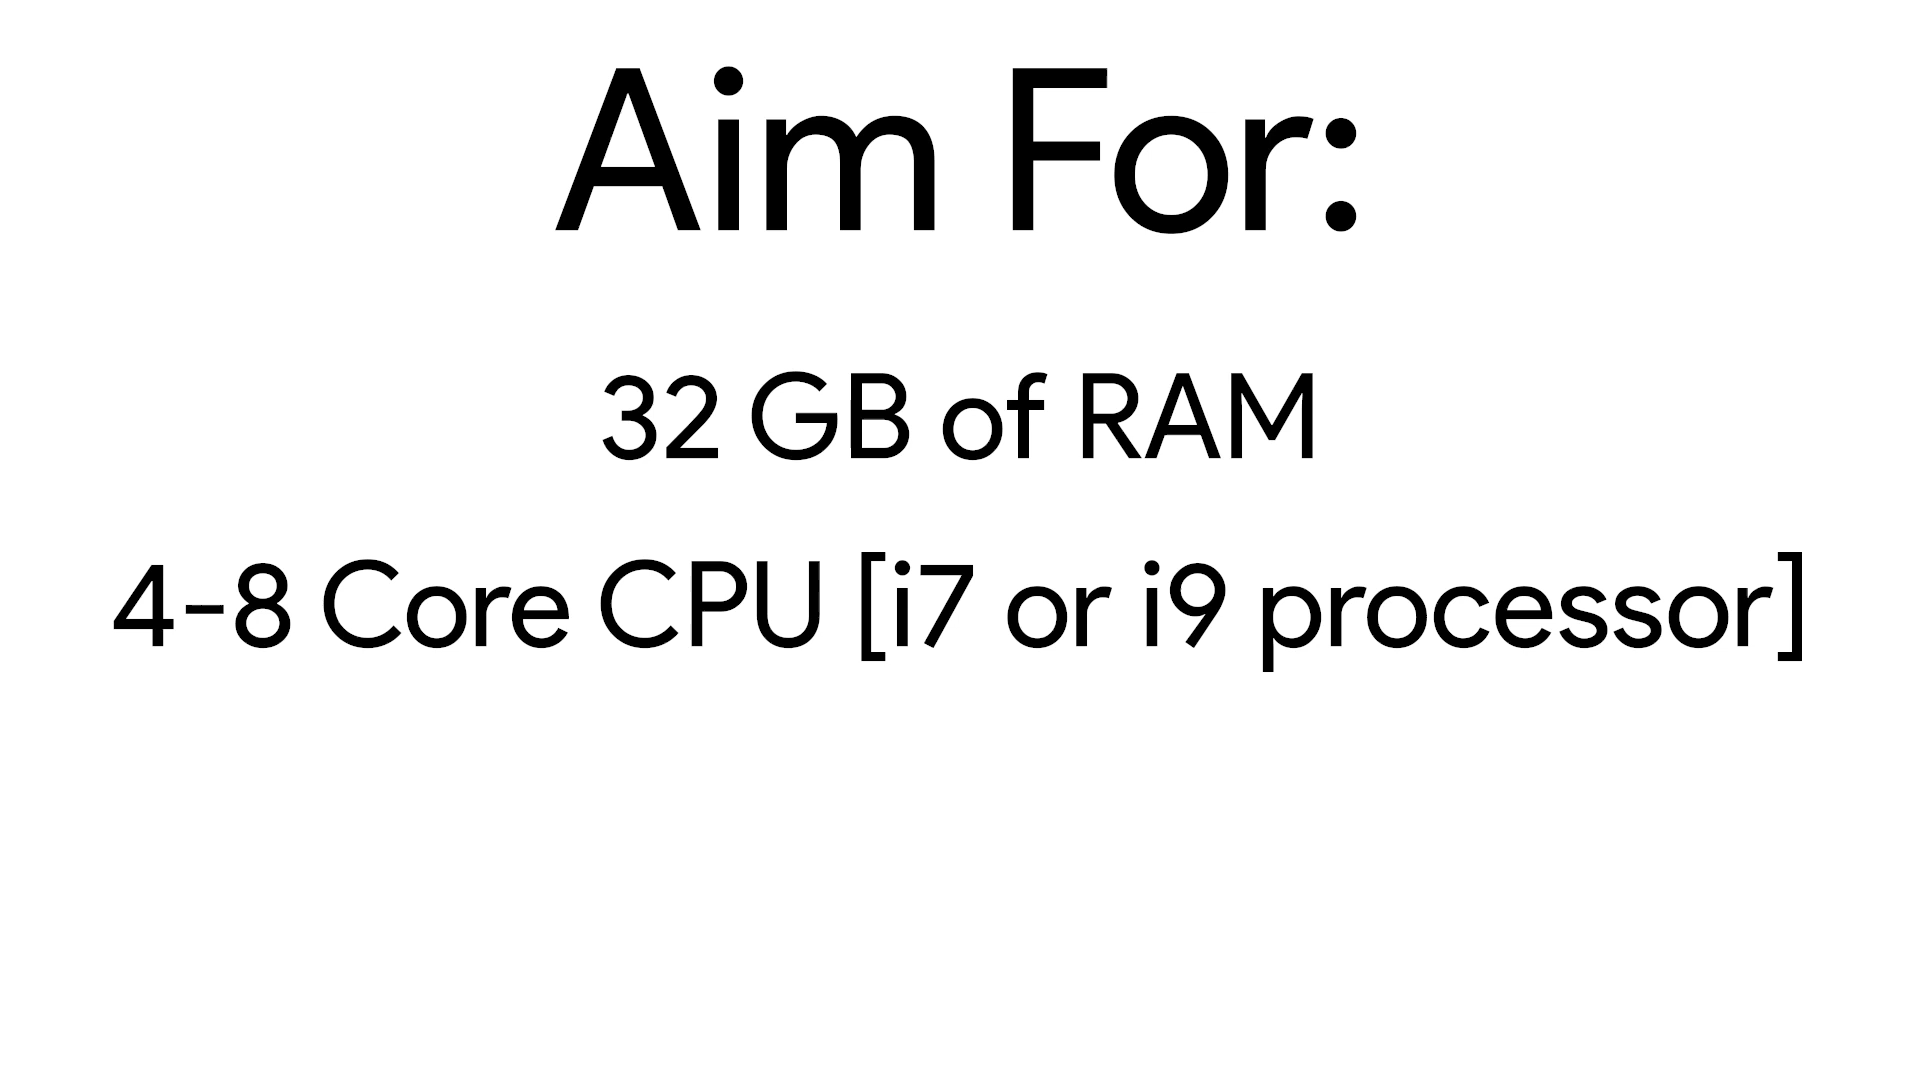 Aim For:
32 GB of RAM
4-8 Core CPU [i7 or i9 processor]